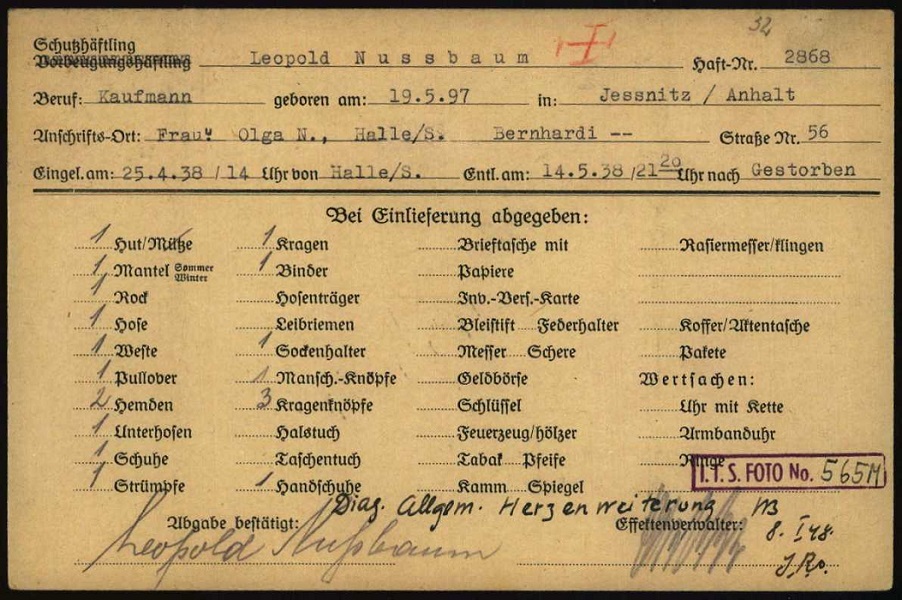 32
Schutzhäftling
Vorbeugungshäftling Leopold Nussbaum Haft-Nr. 2868
Beruf: Kaufmann geboren am: 19.5.97 in: Jessnitz / Anhalt
Anschrifts-Ort: Frau Olga N., Halle/S. Bernhardi -- Straße Nr. 56
Eingel. am: 25.4.38 / 14 Uhr von Halle/S. Entl. am: 14.5.38 /21 20 Uhr nach Gestorben
Bei Einlieferung abgegeben:
1 Hut/Mütze 1 Kragen Brieftasche mit Rasiermesser/klingen
1 Mantel Sommer Winter 1 Binder Papiere
1 Rock Hosenträger Inv.-Vers.-Karte
1 Hose Leibriemen Bleistift Federhalter Koffer/Aktentasche
1 Weste 1 Sockenhalter Messer Schere Pakete
1 Pullover 1 Mansch.-Knöpfe Geldbörse Wertsachen:
2 Hemden 3 Kragenknöpfe Schlüssel Uhr mit Kette
1 Unterhosen Halstuch Feuerzeug/hölzer Armbanduhr
1 Schuhe Taschentuch Tabak Pfeife Ringe
I.T.S. FOTO No. 565M
1 Strümpfe 1 Handschuhe Kamm Spiegel
Diag. Allgem. Herzenweiterung
Abgabe bestätigt: Effektenverwalter: 8. I 48.
Leopold Nußbaum J.Ro.